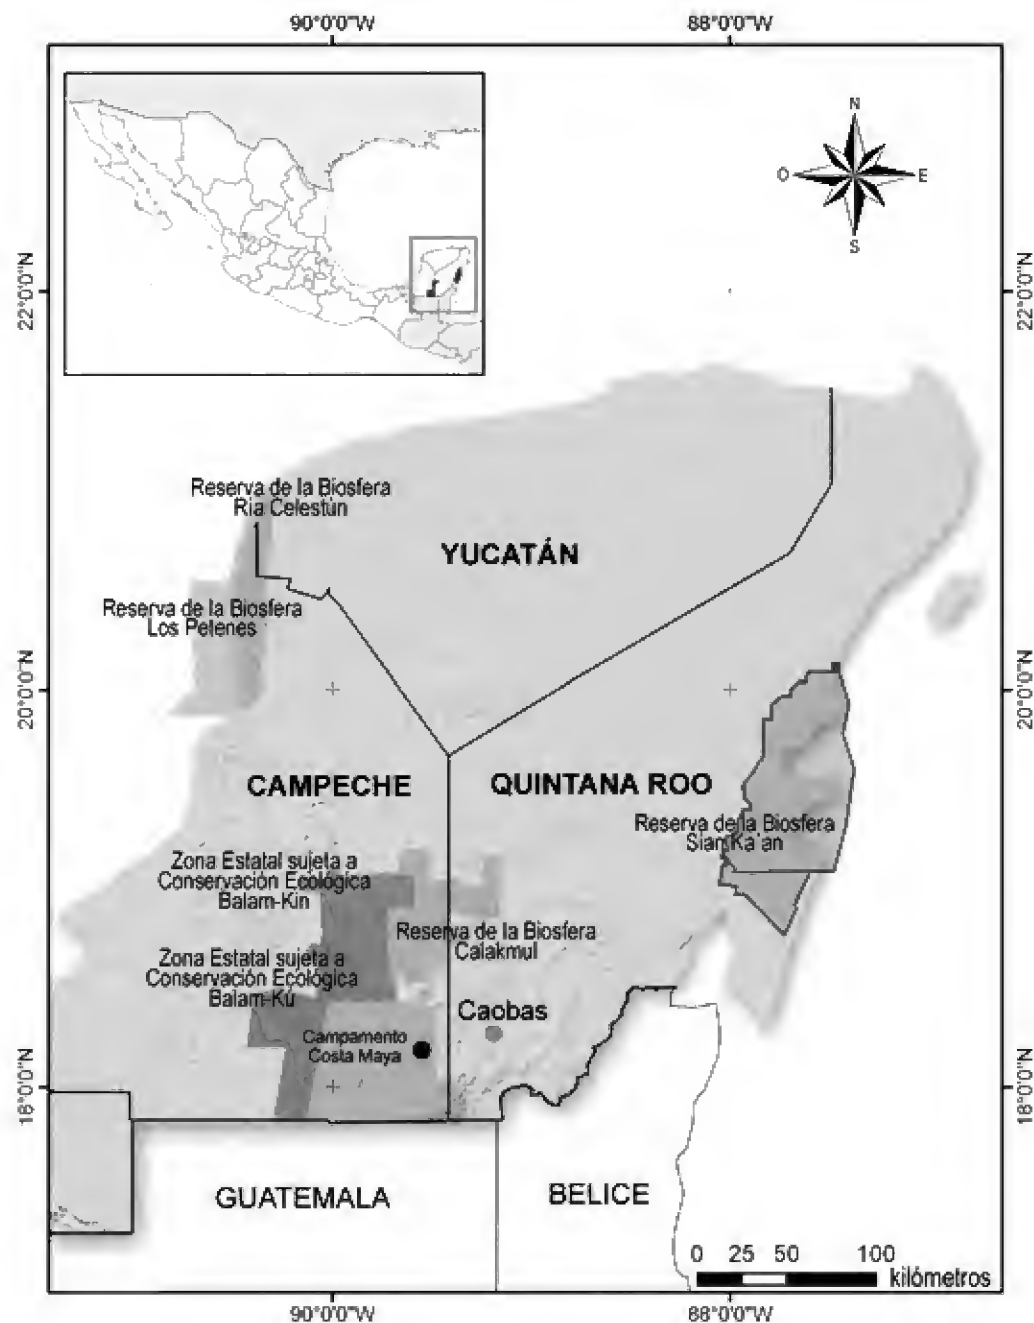 90°0'0"W
88°0'0"W
N
O
E
S
22°0'0"N
22°0'0"N
Reserva de la Biosfera
Ría Celestún
YUCATÁN
Reserva de la Biosfera
Los Petenes
20°0'0"N
20°0'0"N
CAMPECHE
QUINTANA ROO
Reserva de la Biosfera
Sian Ka'an
Zona Estatal sujeta a
Conservación Ecológica
Balam-Kin
Reserva de la Biosfera
Calakmul
Zona Estatal sujeta a
Conservación Ecológica
Balam-Kú
Caobas
Campamento
Costa Maya
18°0'0"N
18°0'0"N
GUATEMALA
BELICE
0 25 50 100
kilómetros
90°0'0"W
88°0'0"W